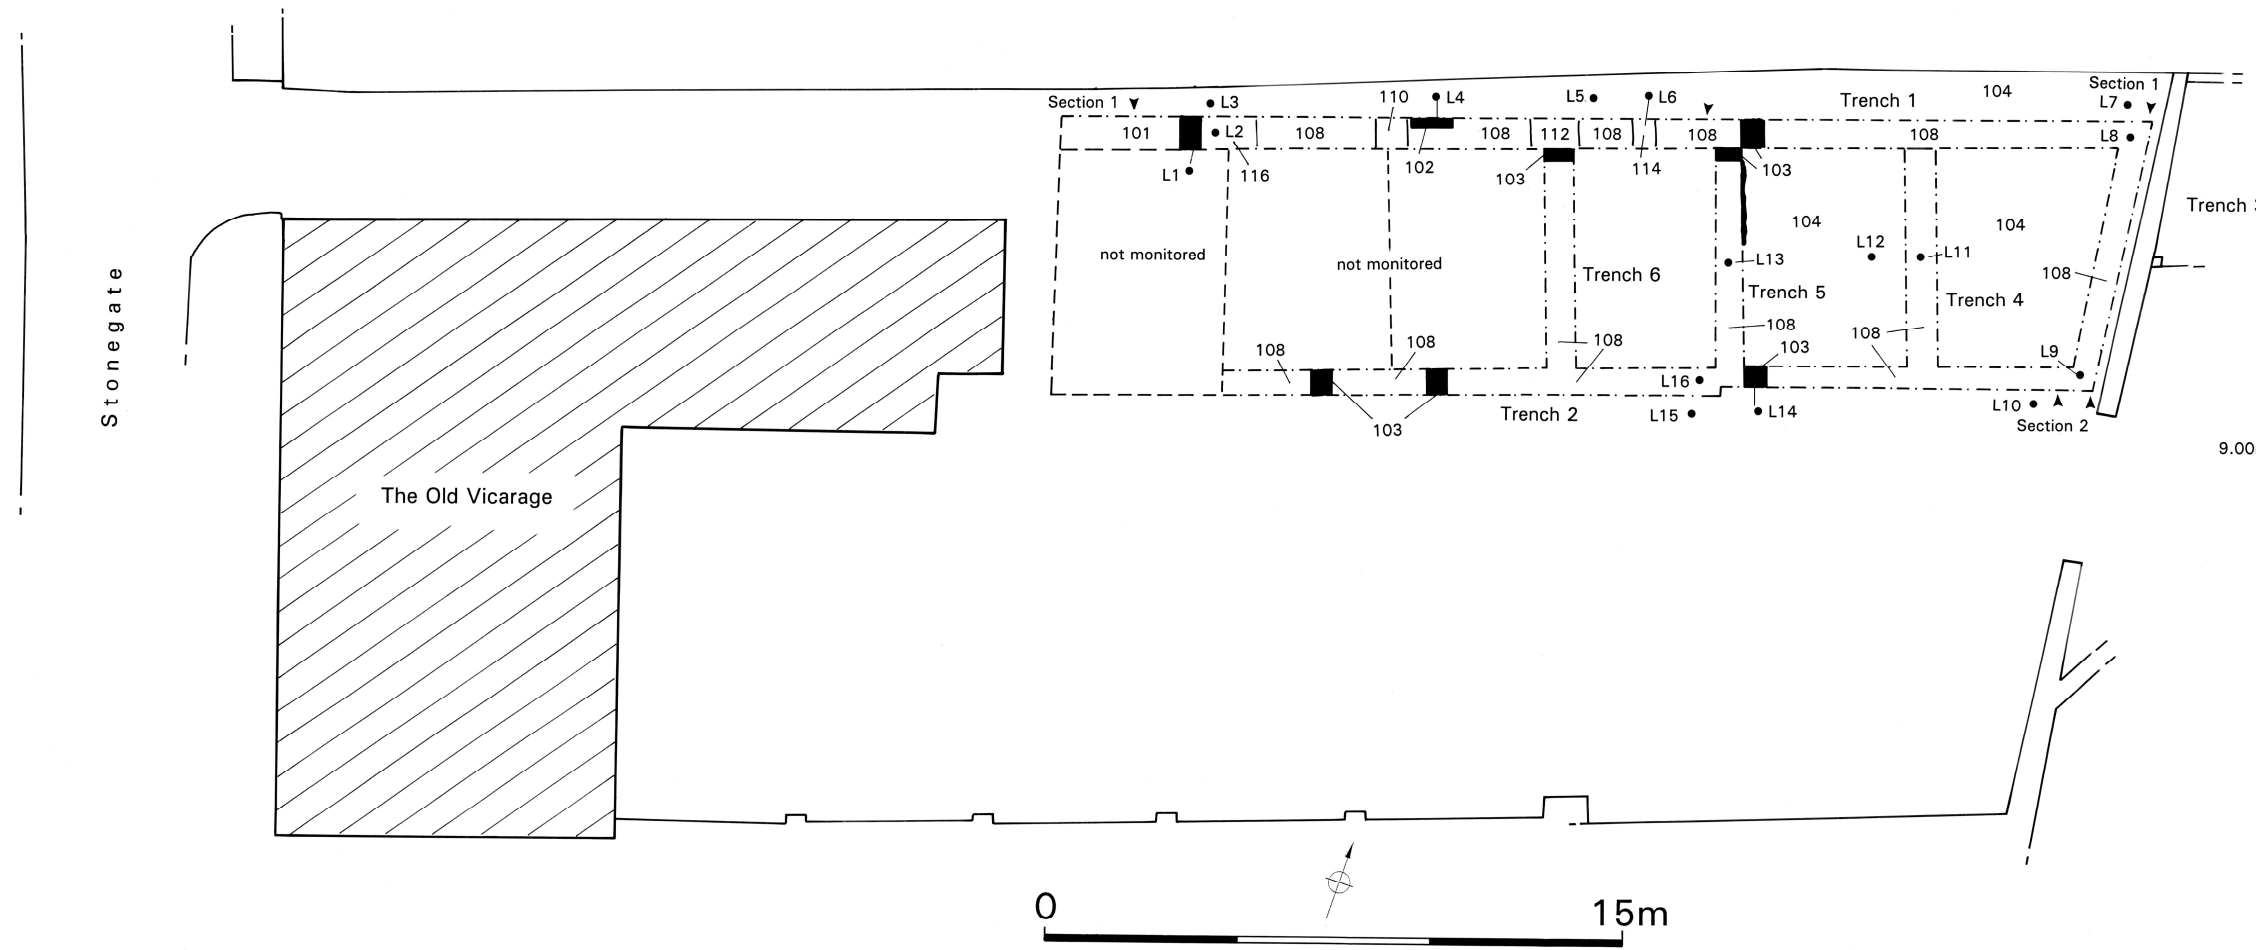 Section 1
L3
110
L4
L5
L6
Trench 1
104
Section 1
L7
101
L2
108
108
112
108
108
108
L8
L1
116
102
103
114
103
Trench
104
104
not monitored
not monitored
L12
L11
L13
Trench 6
108
Trench 5
Trench 4
108
108
108
108
108
103
L9
L16
L15
L14
L10
Trench 2
103
Section 2
9.00
Stonegate
The Old Vicarage
0
15m